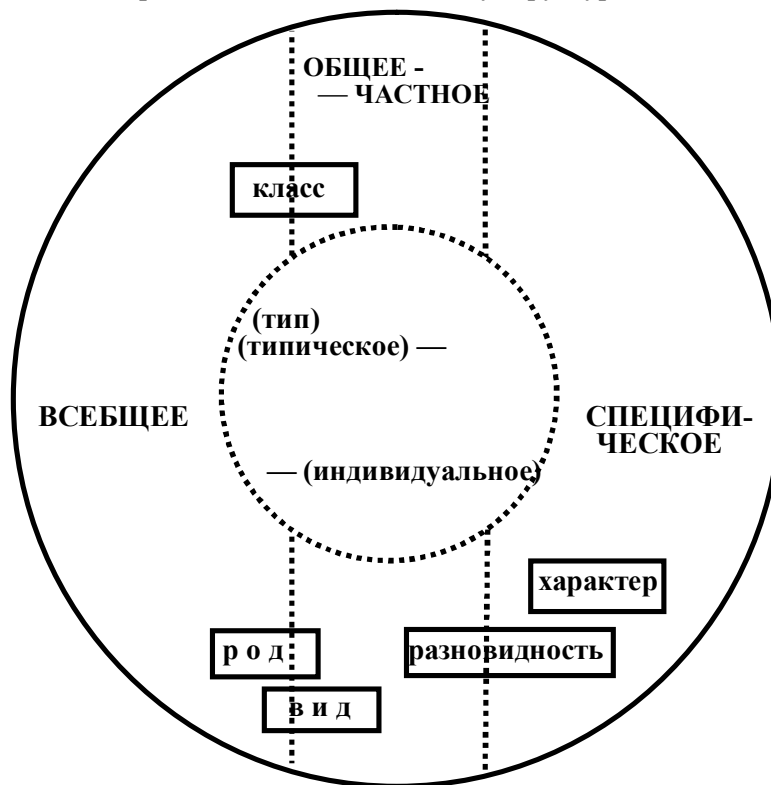 ОБЩЕЕ -
— ЧАСТНОЕ
класс
(тип)
(типическое) —
ВСЕБЩЕЕ
СПЕЦИФИ-
ЧЕСКОЕ
— (индивидуальное)
характер
р о д
разновидность
в и д